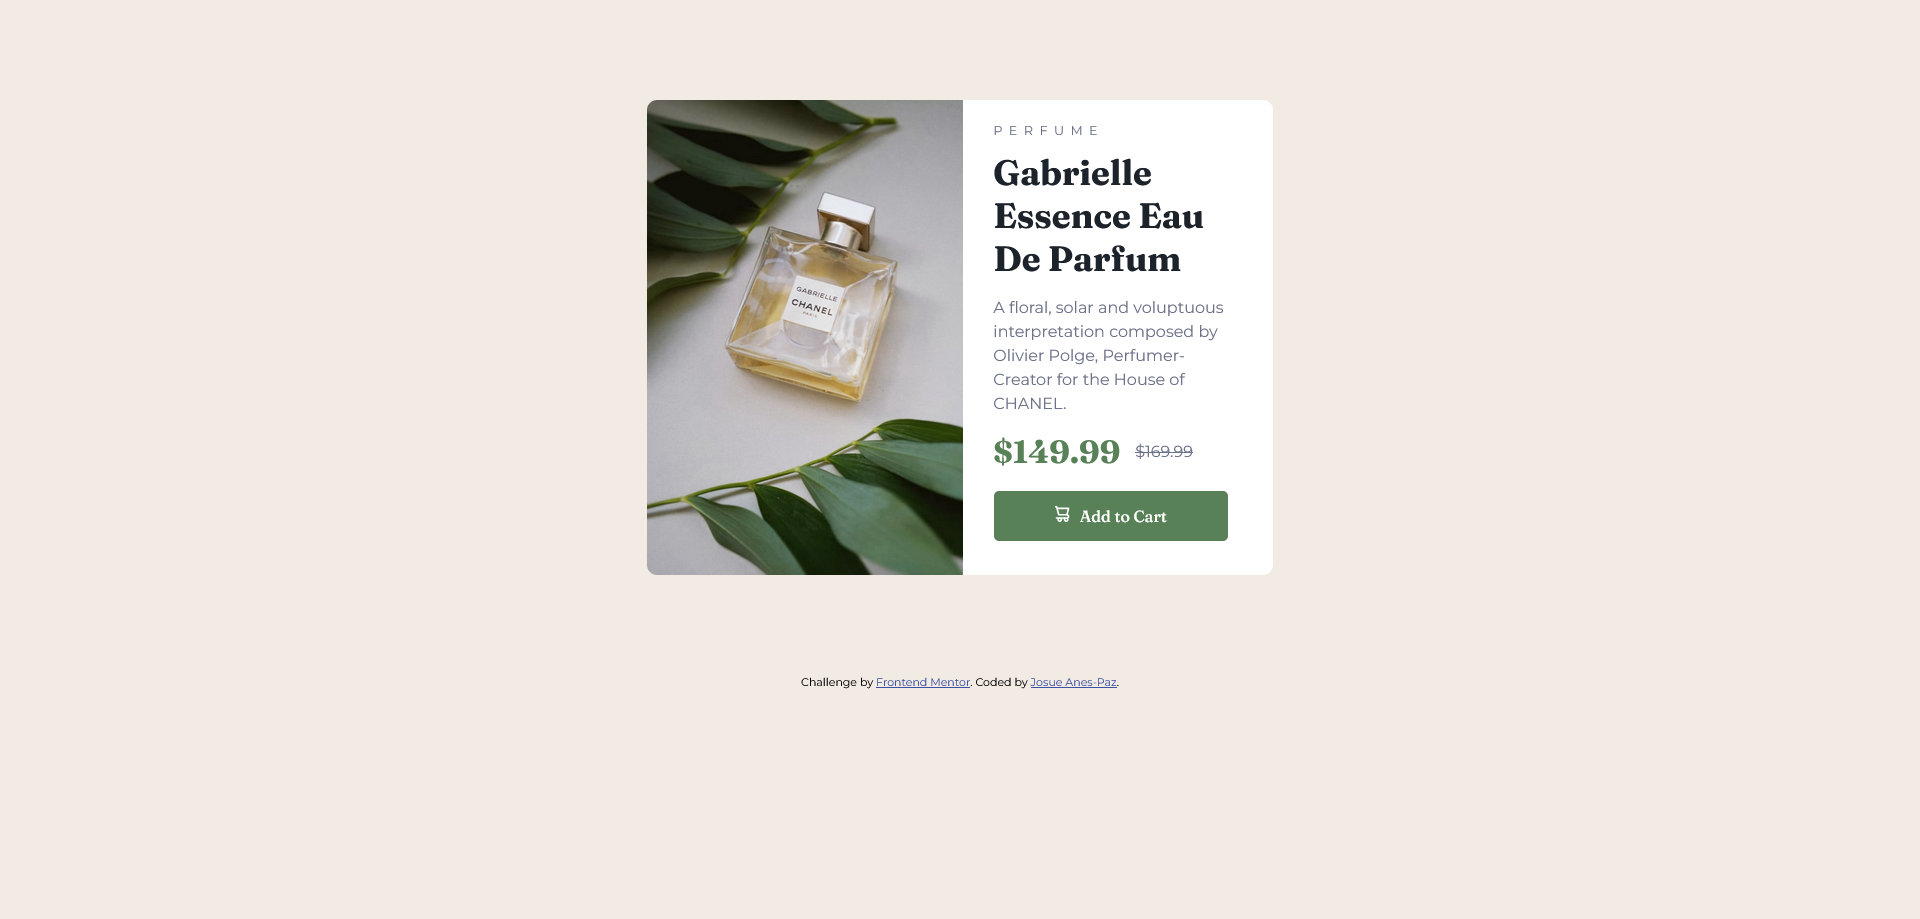 GABRIELLE
CHANEL
PARIS
PERFUME
Gabrielle
Essence Eau
De Parfum
A floral, solar and voluptuous
interpretation composed by
Olivier Polge, Perfumer-
Creator for the House of
CHANEL.
$149.99 $169.99
Add to Cart
Challenge by Frontend Mentor. Coded by Josue Anes-Paz.